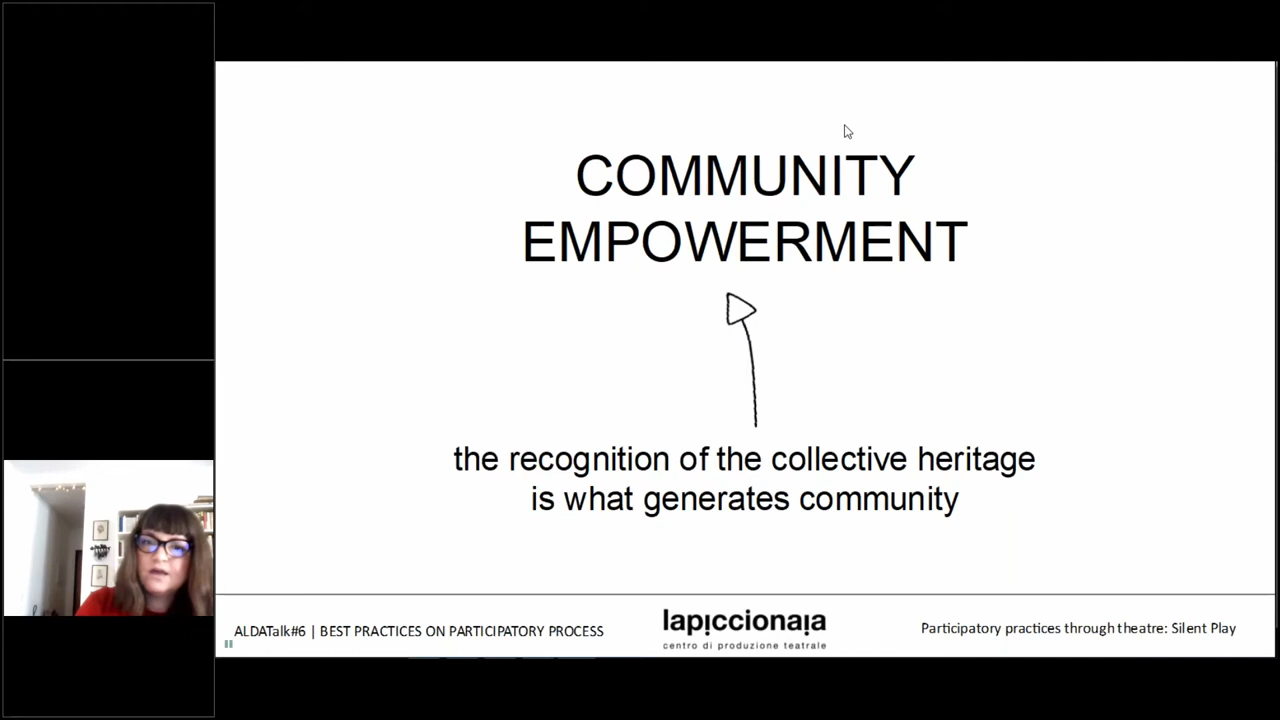 COMMUNITY
EMPOWERMENT
the recognition of the collective heritage
is what generates community
ALDATalk#6 | BEST PRACTICES ON PARTICIPATORY PROCESS
lapiccionaia
centro di produzione teatrale
Participatory practices through theatre: Silent Play